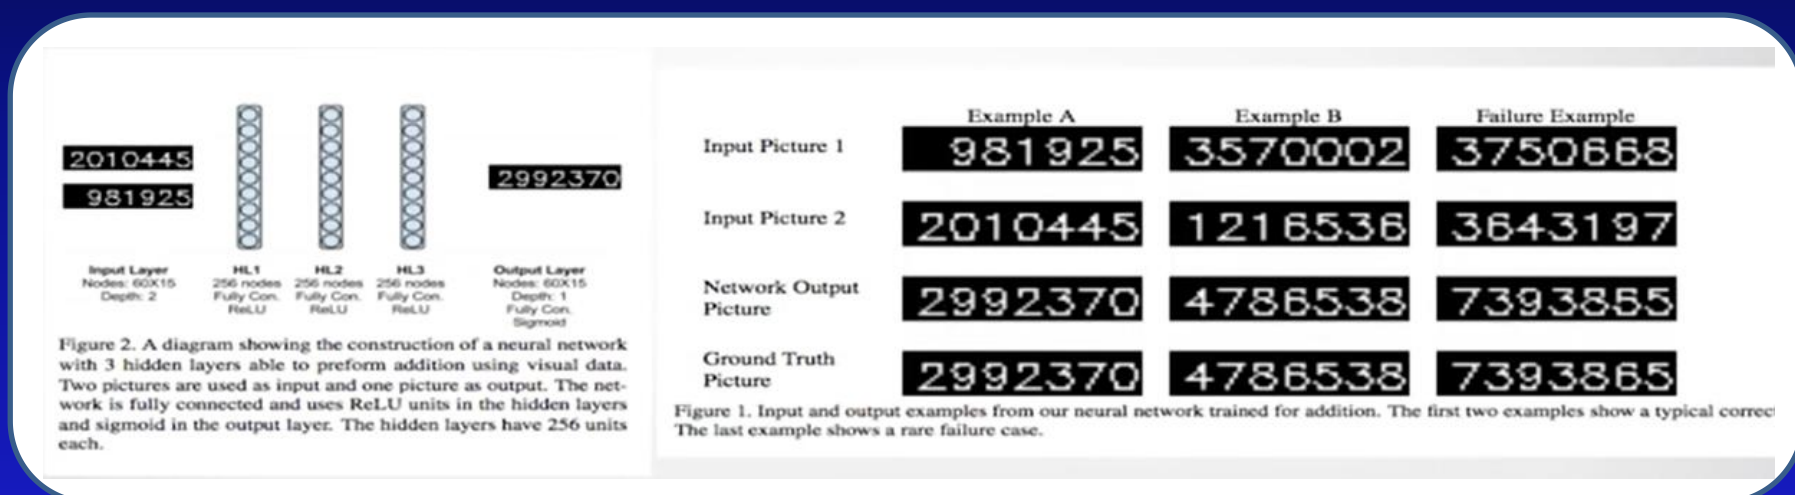 2010445
981925
2992370
Input Layer
Nodes: 60X15
Depth: 2
HL1
256 nodes
Fully Con.
ReLU
HL2
256 nodes
Fully Con.
ReLU
HL3
256 nodes
Fully Con.
ReLU
Output Layer
Nodes: 60X15
Depth: 1
Fully Con.
Sigmoid
Figure 2. A diagram showing the construction of a neural network
with 3 hidden layers able to preform addition using visual data.
Two pictures are used as input and one picture as output. The net-
work is fully connected and uses ReLU units in the hidden layers
and sigmoid in the output layer. The hidden layers have 256 units
each.
Example A Example B Failure Example
Input Picture 1 981925 3570002 3750668
Input Picture 2 2010445 1216536 3643197
Network Output
Picture
2992370 4786538 7393865
Ground Truth
Picture
2992370 4786538 7393865
Figure 1. Input and output examples from our neural network trained for addition. The first two examples show a typical correct
The last example shows a rare failure case.